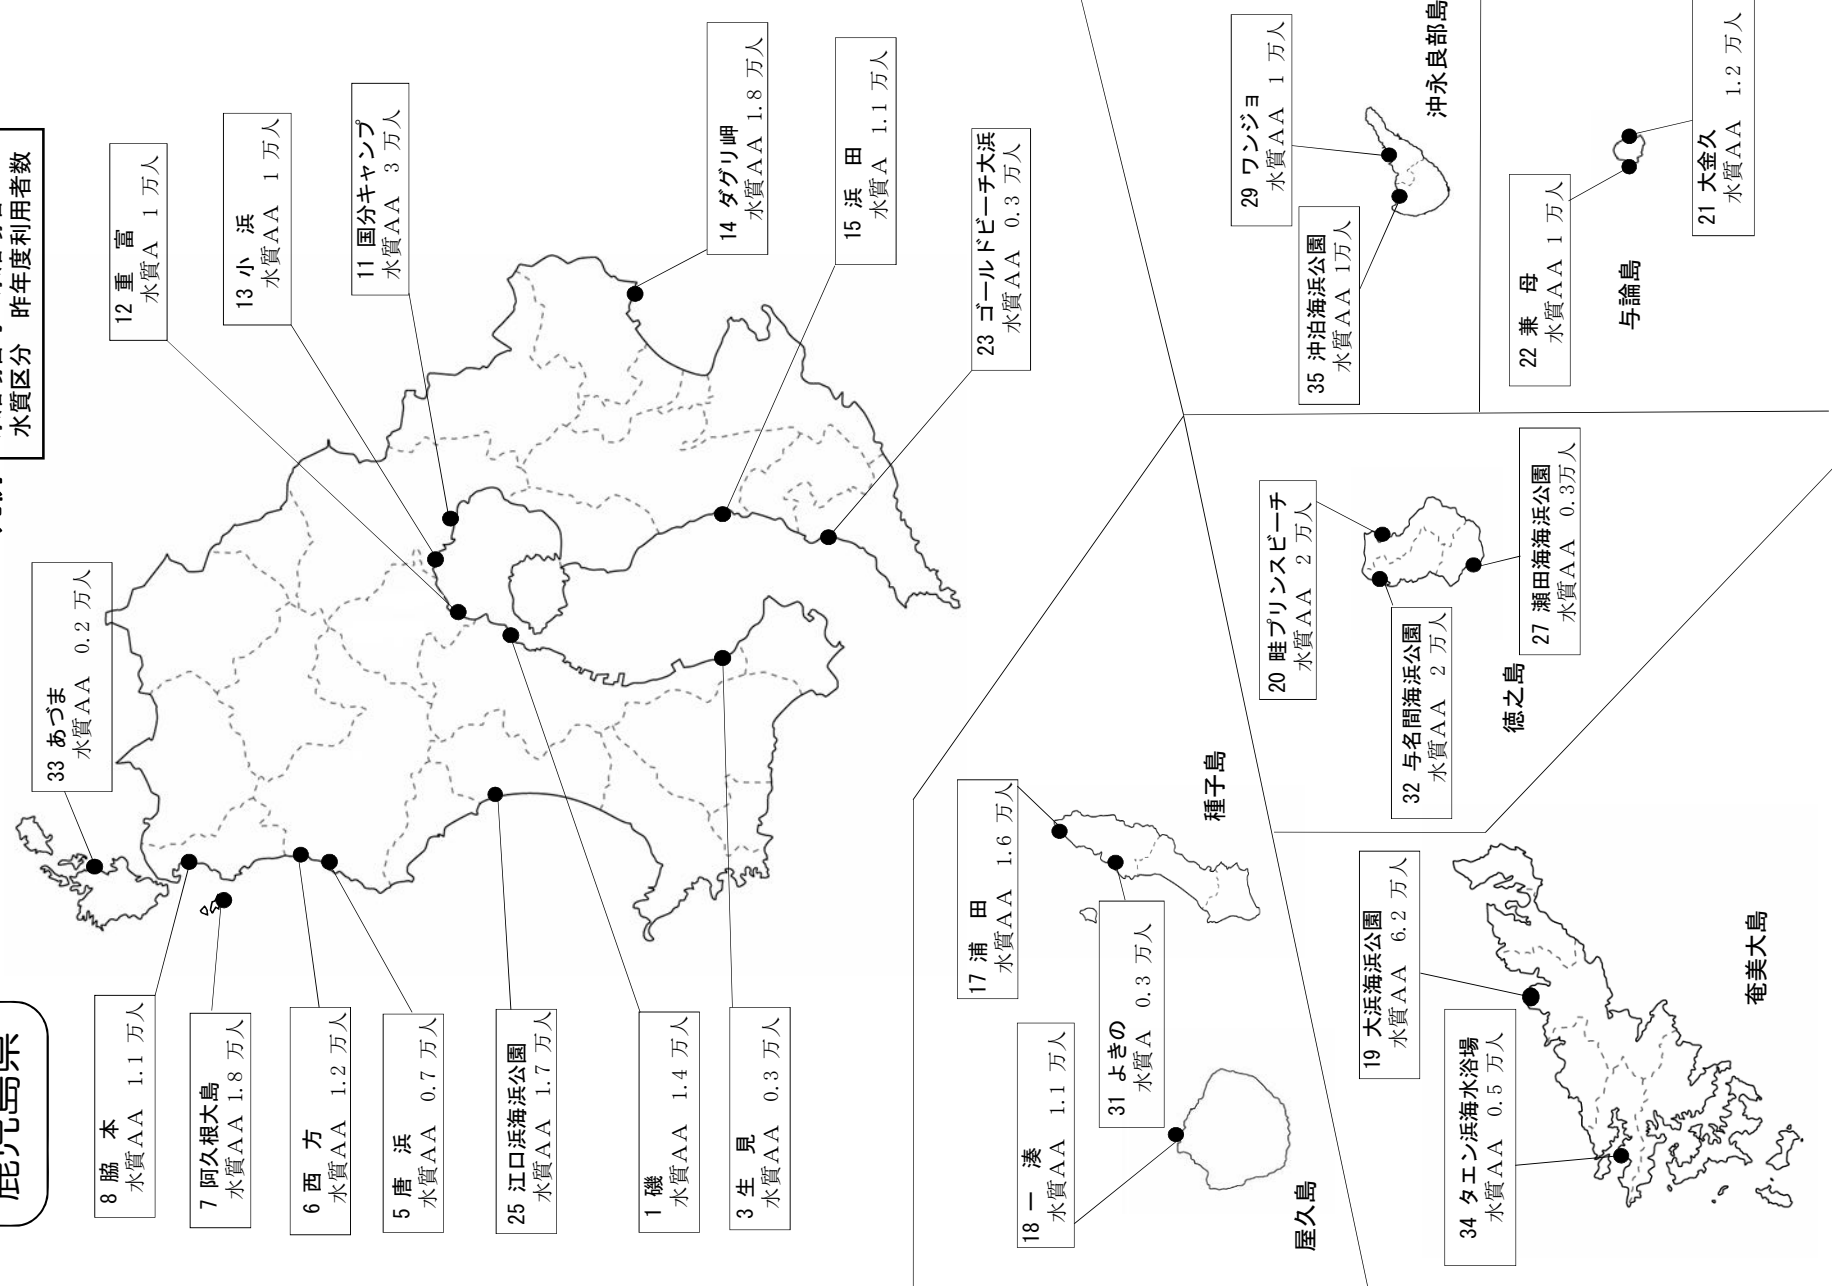 鹿児島県
水質区分 昨年度利用者数
33 あづま
水質AA 0.2 万人
12 重 富
水質A 1 万人
13 小 浜
水質AA 1 万人
11 国分キャンプ
水質AA 3 万人
14 ダグリ岬
水質AA 1.8 万人
15 浜 田
水質A 1.1 万人
23 ゴールドビーチ大浜
水質AA 0.3 万人
8 脇 本
水質AA 1.1 万人
7 阿久根大島
水質AA 1.8 万人
6 西 方
水質AA 1.2 万人
5 唐 浜
水質AA 0.7 万人
25 江口浜海浜公園
水質AA 1.7 万人
1 磯
水質AA 1.4 万人
3 生 見
水質AA 0.3 万人
17 浦 田
水質AA 1.6 万人
31 よきの
水質A 0.3 万人
種子島
18 一 湊
水質AA 1.1 万人
屋久島
19 大浜海浜公園
水質AA 6.2 万人
34 タエン浜海水浴場
水質AA 0.5 万人
奄美大島
20 畦プリンスビーチ
水質AA 2 万人
32 与名間海浜公園
水質AA 2 万人
27 瀬田海海浜公園
水質AA 0.3万人
徳之島
29 ワンジョ
水質AA 1 万人
35 沖泊海浜公園
水質AA 1万人
沖永良部島
22 兼 母
水質AA 1 万人
21 大金久
水質AA 1.2 万人
与論島